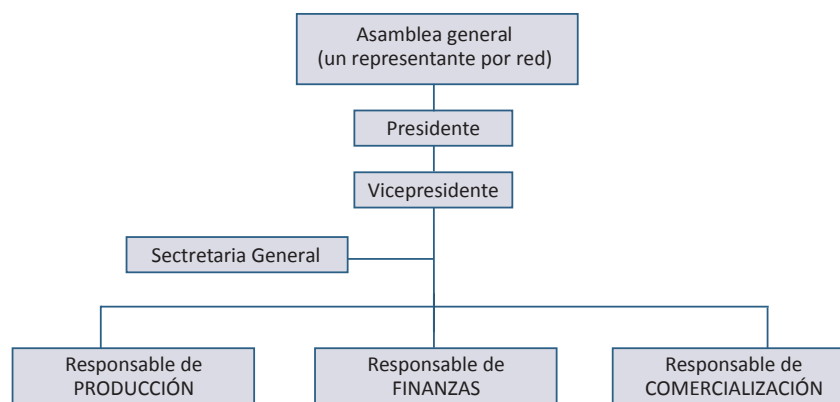 Asamblea general
(un representante por red)
Presidente
Vicepresidente
Sectretaria General
Responsable de
PRODUCCIÓN
Responsable de
FINANZAS
Responsable de
COMERCIALIZACIÓN